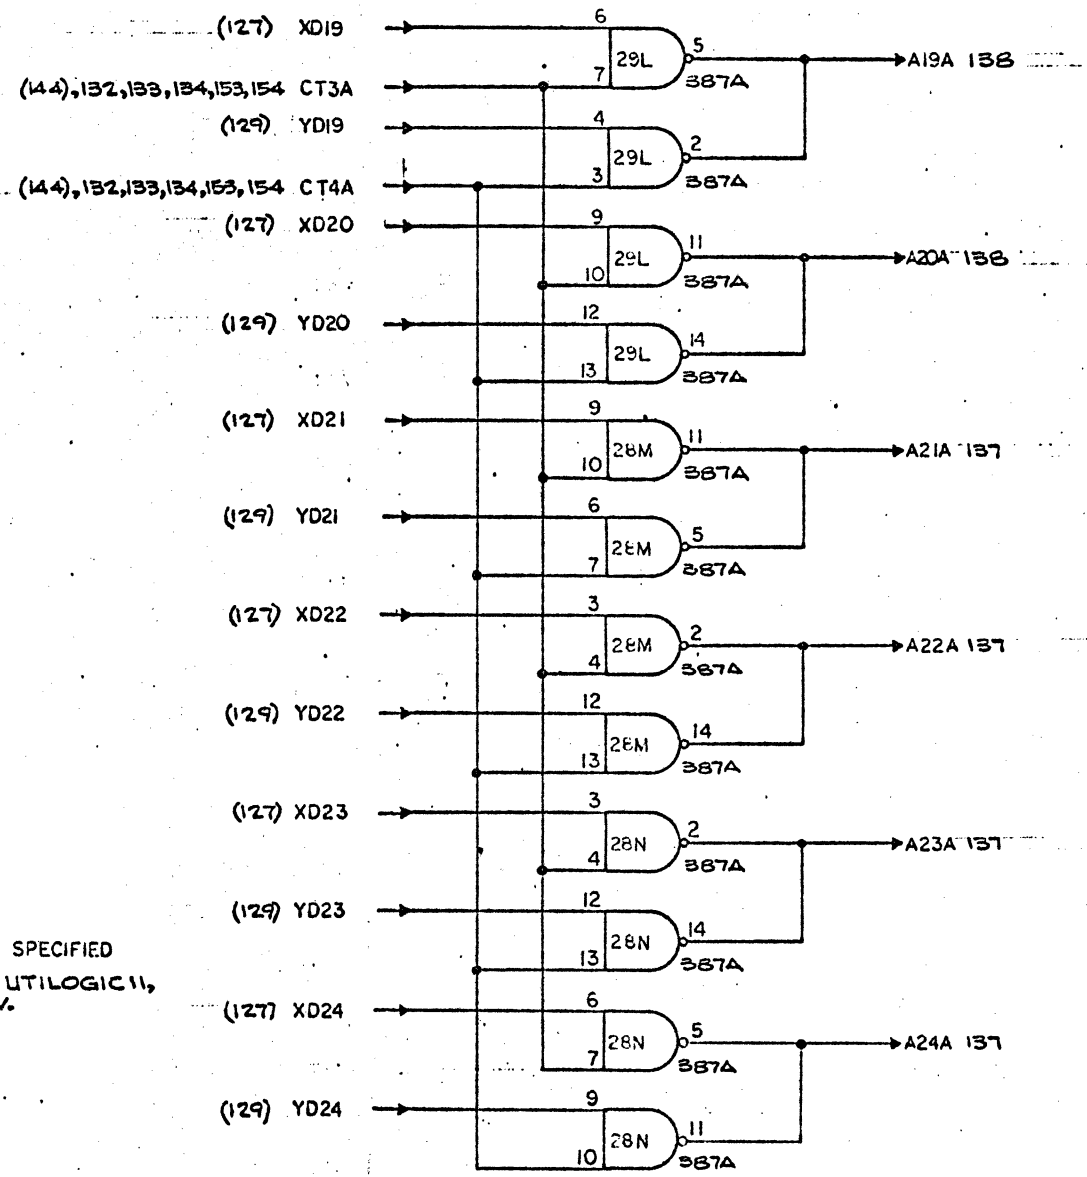 6
(127) XD19
5
29L
A19A 138
7
387A
(144),132,133,134,153,154 CT3A
4
(129) YD19
2
29L
3
387A
(144),132,133,134,153,154 CT4A
9
(127) XD20
11
29L
A20A 138
10
387A
12
(129) YD20
14
29L
13
387A
9
(127) XD21
11
28M
A21A 137
10
387A
6
(129) YD21
5
28M
7
387A
3
(127) XD22
2
28M
A22A 137
4
387A
12
(129) YD22
14
28M
13
387A
3
(127) XD23
2
28N
A23A 137
4
387A
12
(129) YD23
14
28N
13
387A
SPECIFIED
UTILOGIC II,
%.
6
(127) XD24
5
28N
A24A 137
7
387A
9
(129) YD24
11
28N
10
387A